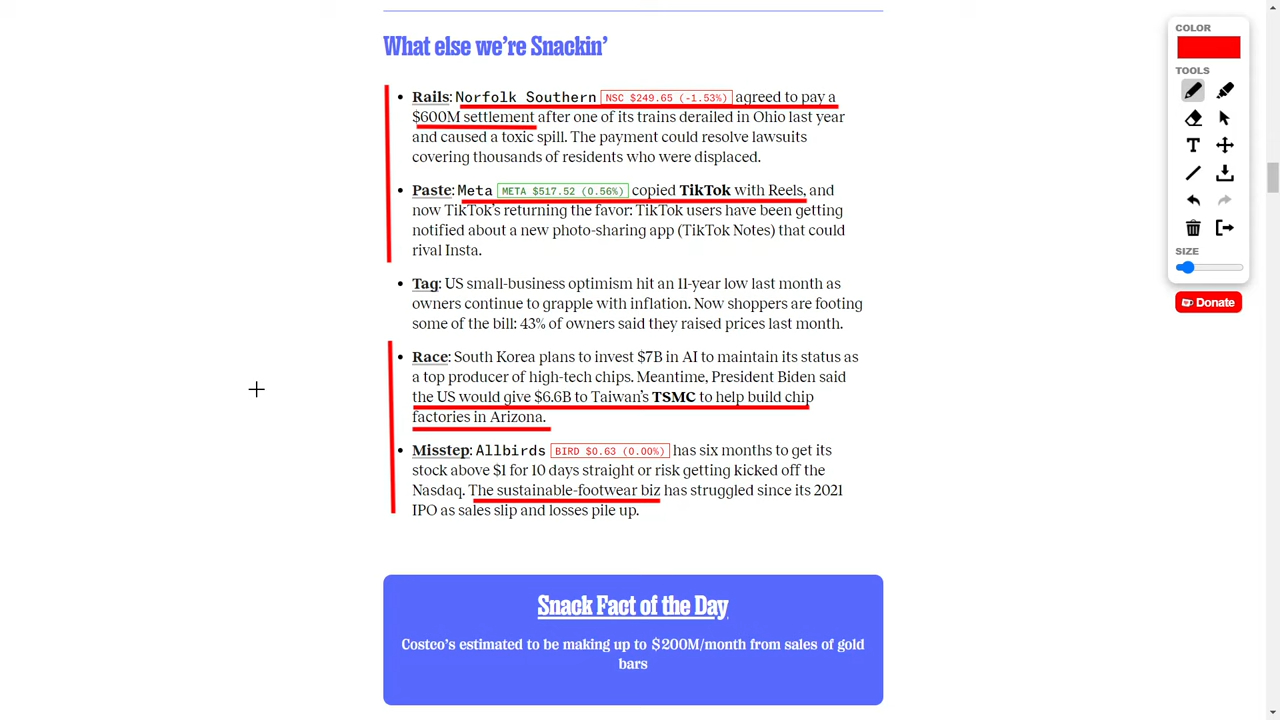 What else we're Snackin'
• Rails: Norfolk Southern NSC $249.65 (-1.53%) agreed to pay a
$600M settlement after one of its trains derailed in Ohio last year
and caused a toxic spill. The payment could resolve lawsuits
covering thousands of residents who were displaced.
• Paste: Meta META $517.52 (0.56%) copied TikTok with Reels, and
now TikTok's returning the favor: TikTok users have been getting
notified about a new photo-sharing app (TikTok Notes) that could
rival Insta.
• Tag: US small-business optimism hit an 11-year low last month as
owners continue to grapple with inflation. Now shoppers are footing
some of the bill: 43% of owners said they raised prices last month.
• Race: South Korea plans to invest $7B in AI to maintain its status as
a top producer of high-tech chips. Meantime, President Biden said
the US would give $6.6B to Taiwan's TSMC to help build chip
factories in Arizona.
• Misstep: Allbirds BIRD $0.63 (0.00%) has six months to get its
stock above $1 for 10 days straight or risk getting kicked off the
Nasdaq. The sustainable-footwear biz has struggled since its 2021
IPO as sales slip and losses pile up.
Snack Fact of the Day
Costco's estimated to be making up to $200M/month from sales of gold
bars
COLOR
TOOLS
T
SIZE
Donate